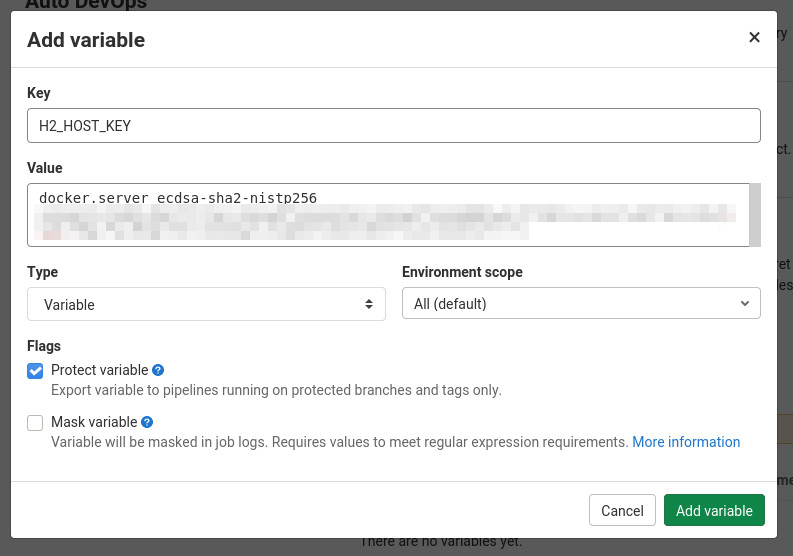 Auto DevOps
Add variable
Key
H2_HOST_KEY
Value
docker.server ecdsa-sha2-nistp256
Type
Environment scope
Variable
All (default)
Flags
Protect variable
Export variable to pipelines running on protected branches and tags only.
Mask variable
Variable will be masked in job logs. Requires values to meet regular expression requirements. More information
Cancel
Add variable
There are no variables yet.